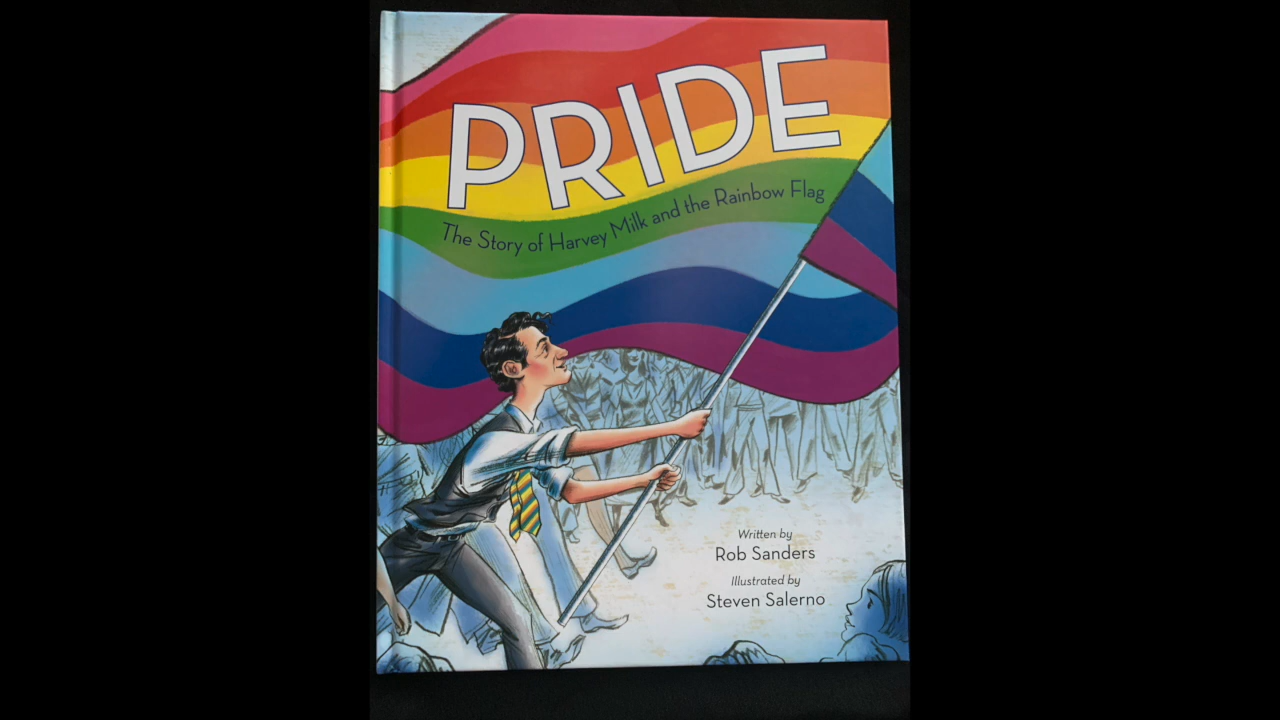 PRIDE
The Story of Harvey Milk and the Rainbow Flag
Written by
Rob Sanders
Illustrated by
Steven Salerno